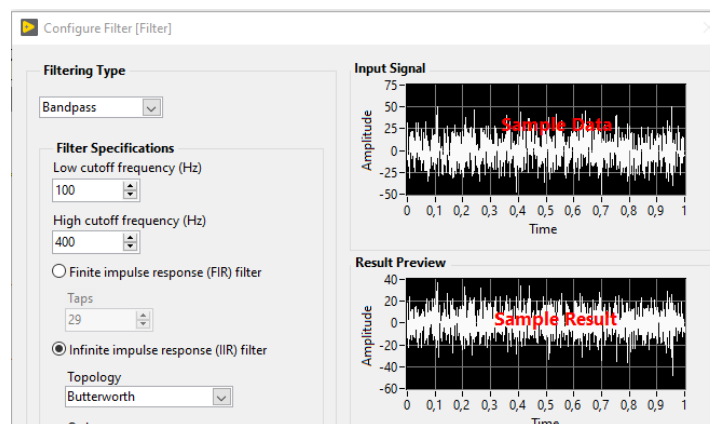 Configure Filter [Filter]
Filtering Type
Bandpass
Filter Specifications
Low cutoff frequency (Hz)
100
High cutoff frequency (Hz)
400
Finite impulse response (FIR) filter
Taps
29
Infinite impulse response (IIR) filter
Topology
Butterworth
Input Signal
75
50
25
0
-25
-50
Amplitude
Sample Data
0 0,1 0,2 0,3 0,4 0,5 0,6 0,7 0,8 0,9 1
Time
Result Preview
40
20
0
-20
-40
-60
Amplitude
Sample Result
0 0,1 0,2 0,3 0,4 0,5 0,6 0,7 0,8 0,9 1
Time